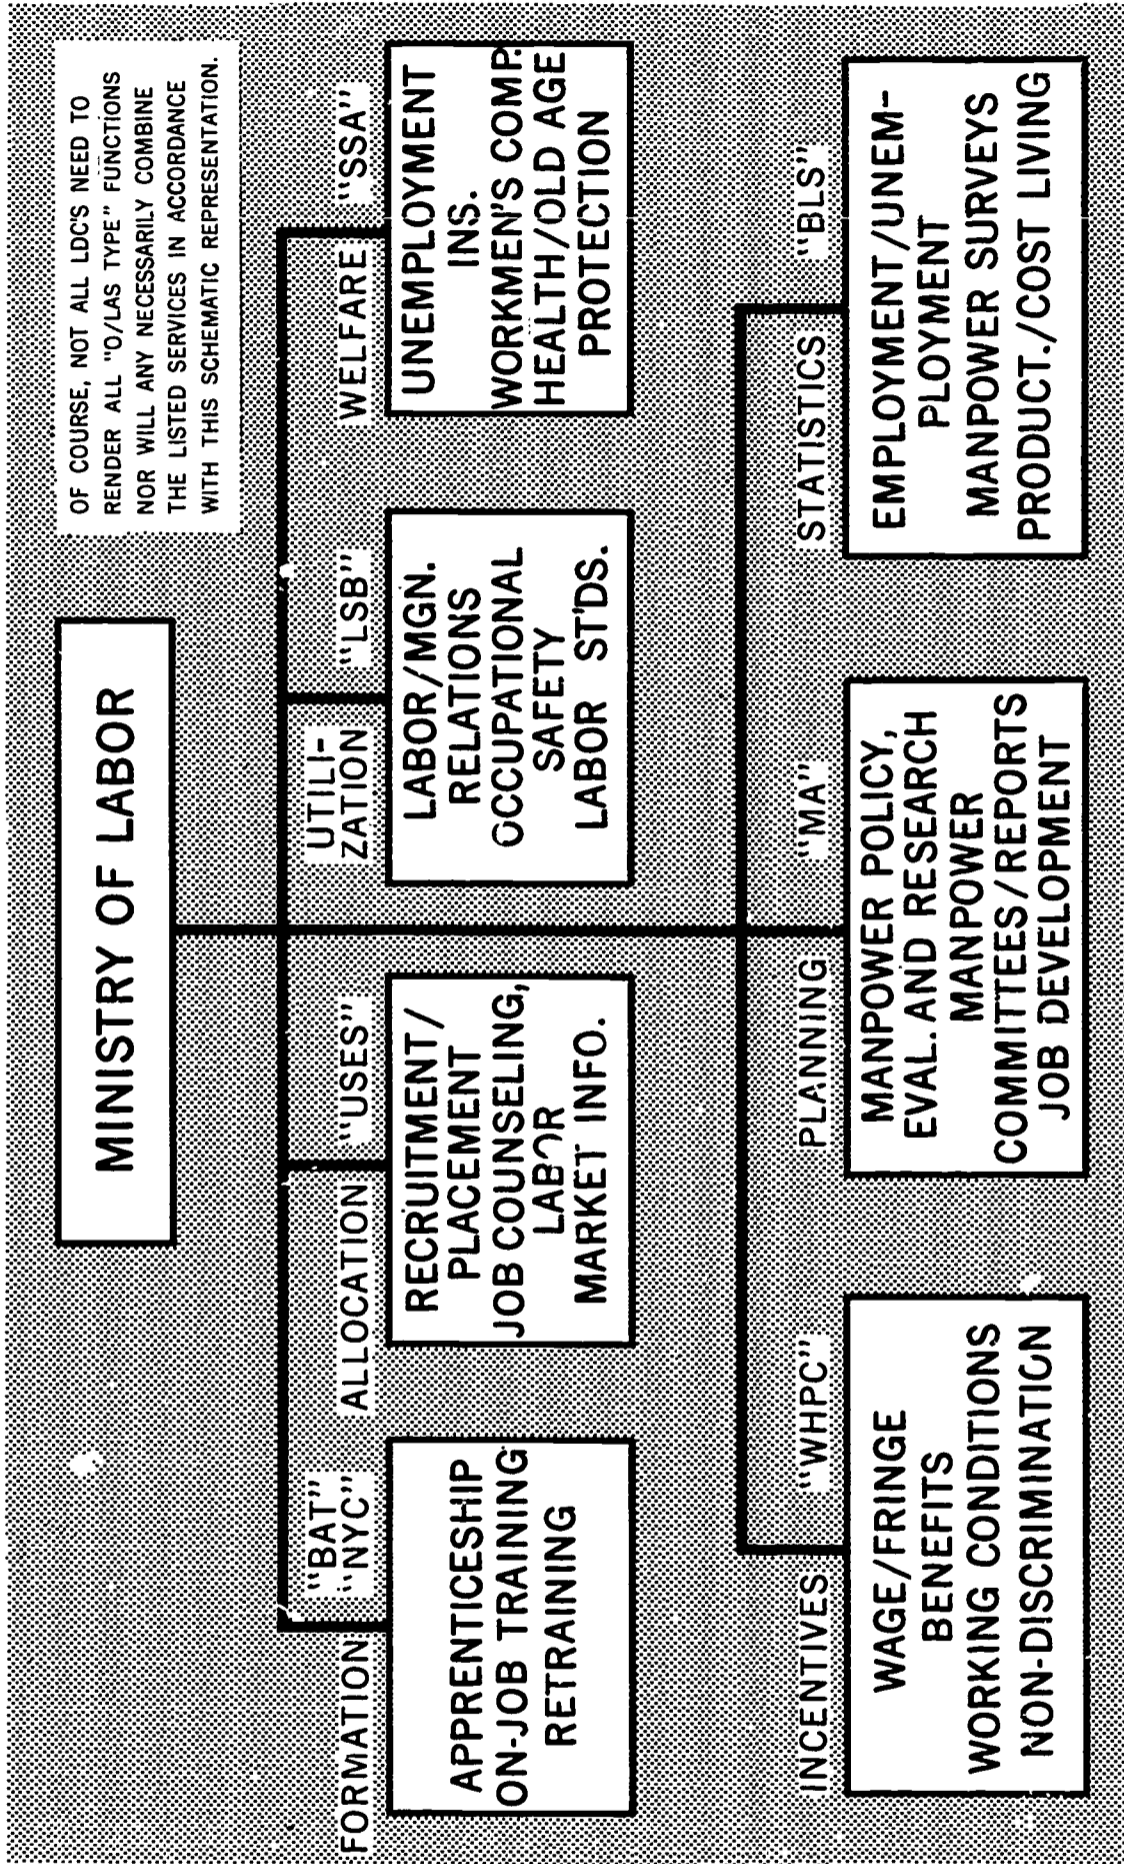 MINISTRY OF LABOR
OF COURSE, NOT ALL LDC'S NEED TO
RENDER ALL "O/LAS TYPE" FUNCTIONS
NOR WILL ANY NECESSARILY COMBINE
THE LISTED SERVICES IN ACCORDANCE
WITH THIS SCHEMATIC REPRESENTATION.
FORMATION
"BAT"
"NYC"
APPRENTICESHIP
ON-JOB TRAINING
RETRAINING
ALLOCATION
"USES"
RECRUITMENT/
PLACEMENT
JOB COUNSELING,
LABOR
MARKET INFO.
UTILI-
ZATION
"LSB"
LABOR/MGN.
RELATIONS
OCCUPATIONAL
SAFETY
LABOR ST'DS.
WELFARE
"SSA"
UNEMPLOYMENT
INS.
WORKMEN'S COMP.
HEALTH/OLD AGE
PROTECTION
INCENTIVES
"WHPC"
WAGE/FRINGE
BENEFITS
WORKING CONDITIONS
NON-DISCRIMINATION
PLANNING
"MA"
MANPOWER POLICY,
EVAL. AND RESEARCH
MANPOWER
COMMITTEES/REPORTS
JOB DEVELOPMENT
STATISTICS
"BLS"
EMPLOYMENT/UNEM-
PLOYMENT
MANPOWER SURVEYS
PRODUCT./COST LIVING